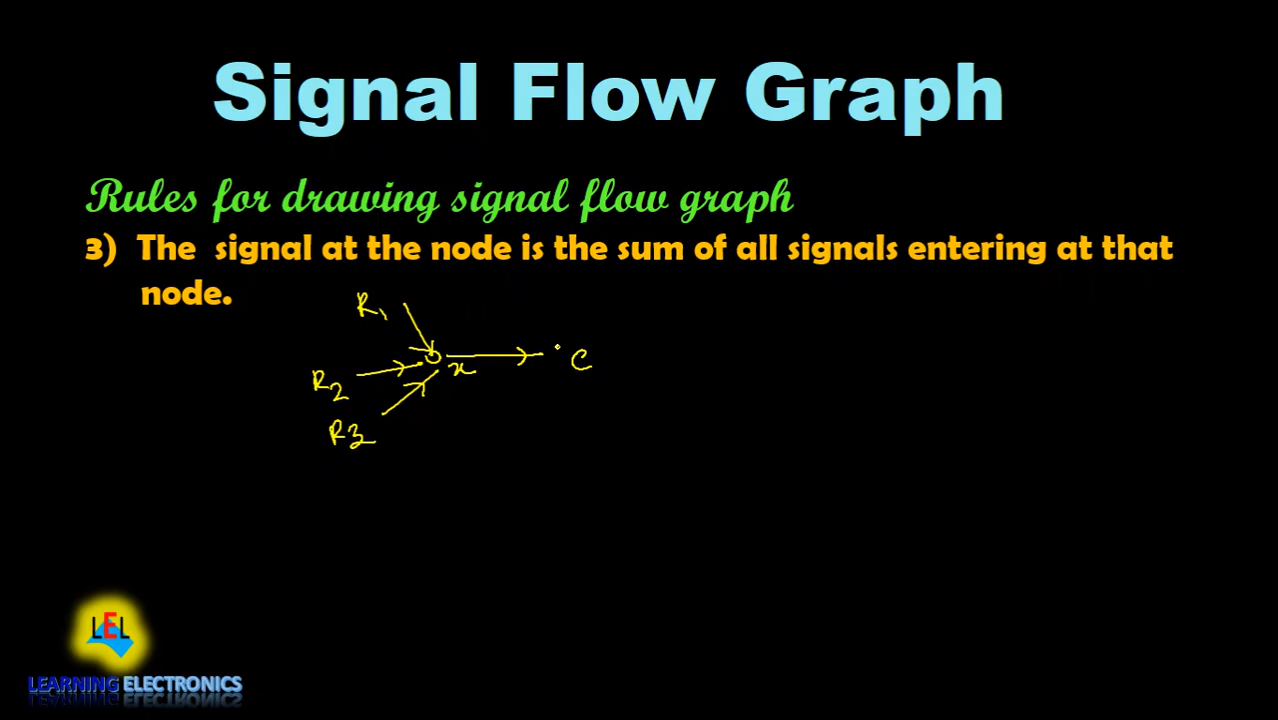 Signal Flow Graph
Rules for drawing signal flow graph
3) The signal at the node is the sum of all signals entering at that
node.
R1
x
C
R2
R3
LEL
LEARNING ELECTRONICS